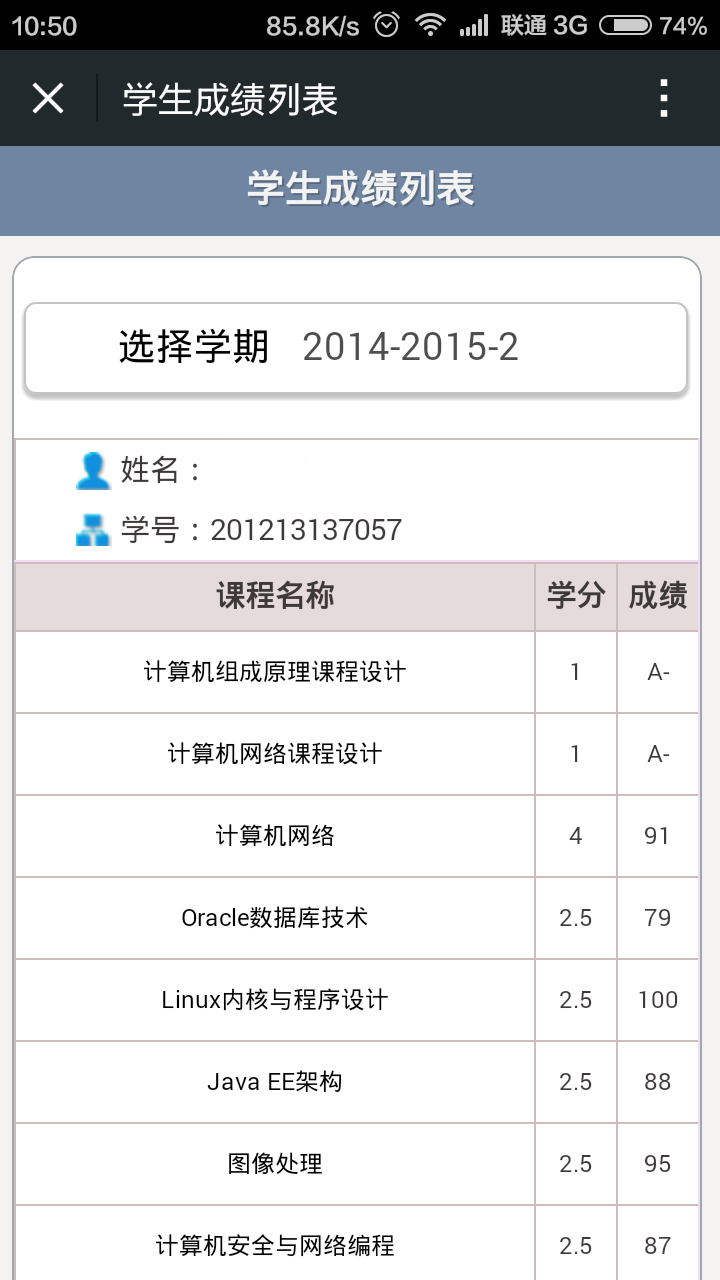 10:50 85.8K/s 联通 3G 74%
学生成绩列表
学生成绩列表
选择学期 2014-2015-2
姓名：
学号：201213137057
课程名称 学分 成绩
计算机组成原理课程设计 1 A-
计算机网络课程设计 1 A-
计算机网络 4 91
Oracle数据库技术 2.5 79
Linux内核与程序设计 2.5 100
Java EE架构 2.5 88
图像处理 2.5 95
计算机安全与网络编程 2.5 87